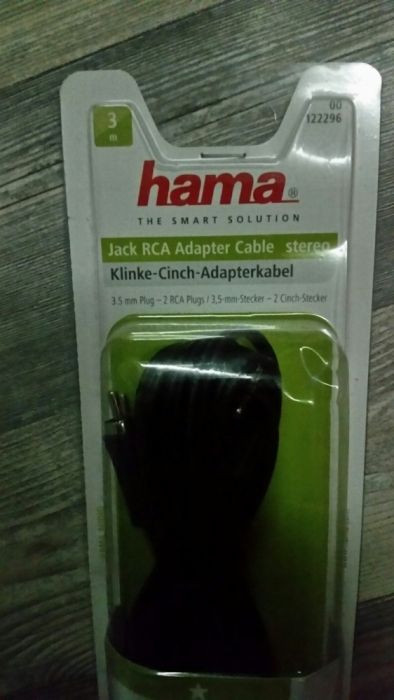 3
m
00
122296
hama®
THE SMART SOLUTION
Jack RCA Adapter Cable stereo
Klinke-Cinch-Adapterkabel
3.5 mm Plug – 2 RCA Plugs / 3,5-mm-Stecker – 2 Cinch-Stecker